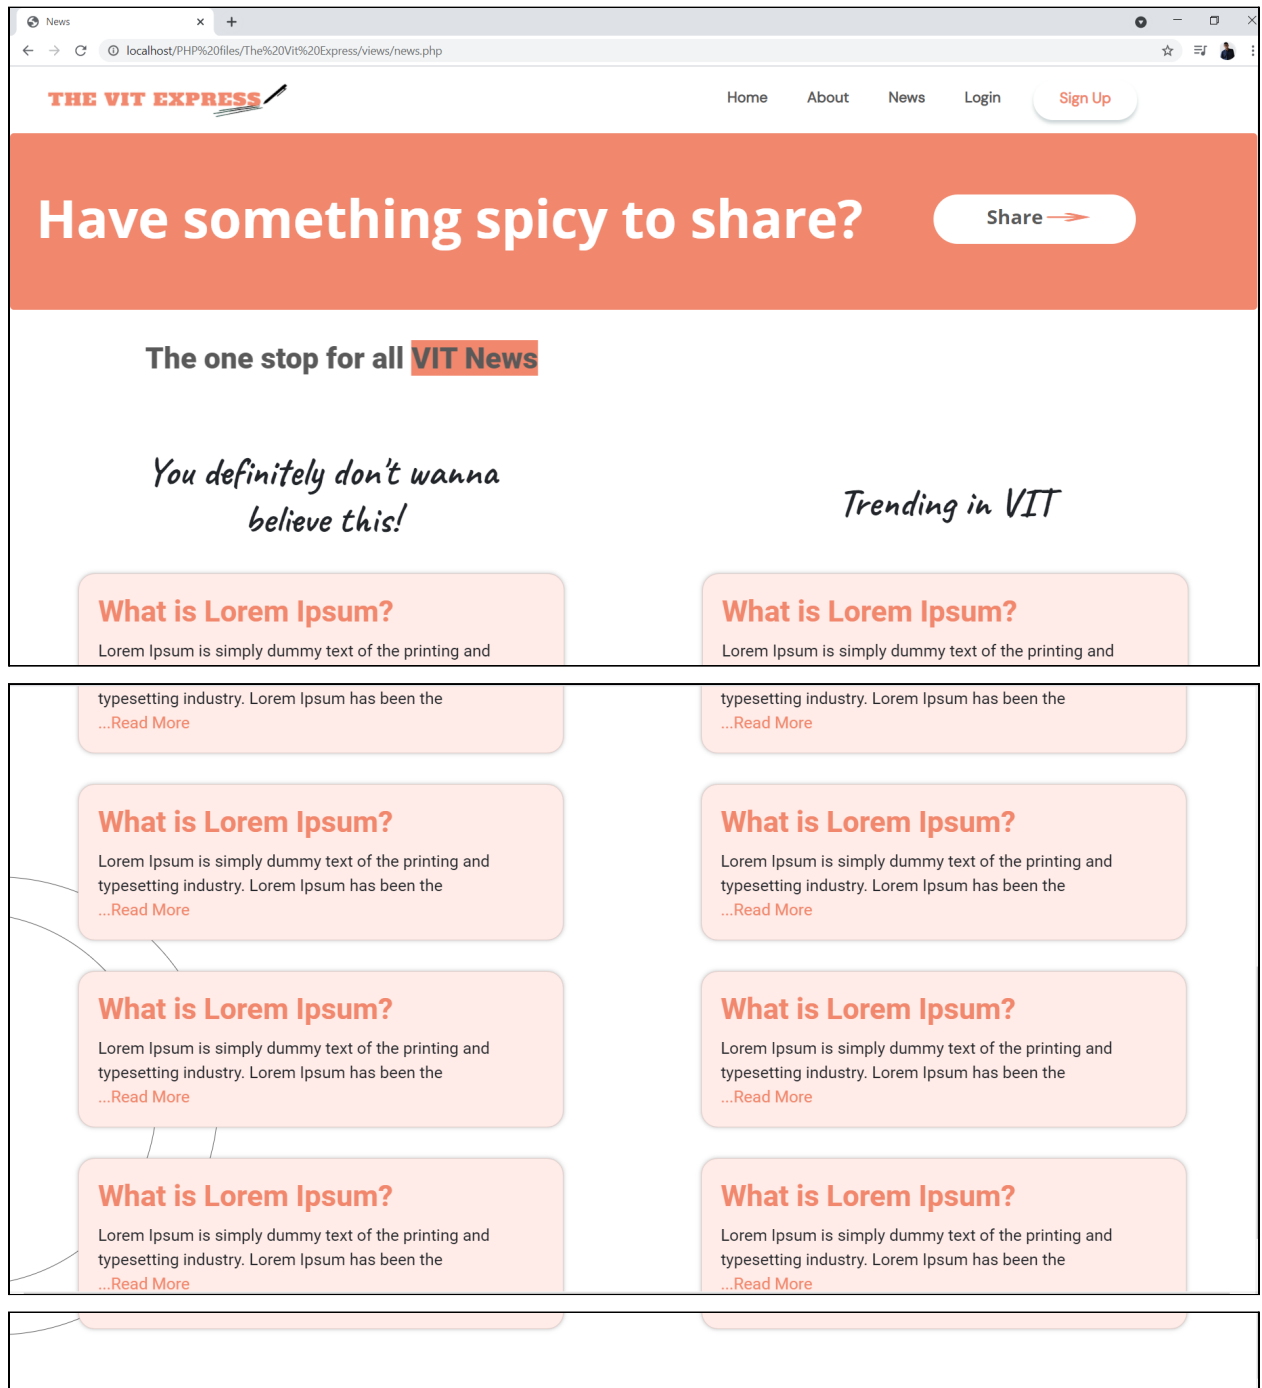 News
localhost/PHP%20files/The%20Vit%20Express/views/news.php
THE VIT EXPRESS
Home About News Login Sign Up
Have something spicy to share?
Share
The one stop for all VIT News
You definitely don't wanna
believe this!
Trending in VIT
What is Lorem Ipsum?
Lorem Ipsum is simply dummy text of the printing and
What is Lorem Ipsum?
Lorem Ipsum is simply dummy text of the printing and
typesetting industry. Lorem Ipsum has been the
...Read More
typesetting industry. Lorem Ipsum has been the
...Read More
What is Lorem Ipsum?
Lorem Ipsum is simply dummy text of the printing and
typesetting industry. Lorem Ipsum has been the
...Read More
What is Lorem Ipsum?
Lorem Ipsum is simply dummy text of the printing and
typesetting industry. Lorem Ipsum has been the
...Read More
What is Lorem Ipsum?
Lorem Ipsum is simply dummy text of the printing and
typesetting industry. Lorem Ipsum has been the
...Read More
What is Lorem Ipsum?
Lorem Ipsum is simply dummy text of the printing and
typesetting industry. Lorem Ipsum has been the
...Read More
What is Lorem Ipsum?
Lorem Ipsum is simply dummy text of the printing and
typesetting industry. Lorem Ipsum has been the
...Read More
What is Lorem Ipsum?
Lorem Ipsum is simply dummy text of the printing and
typesetting industry. Lorem Ipsum has been the
...Read More